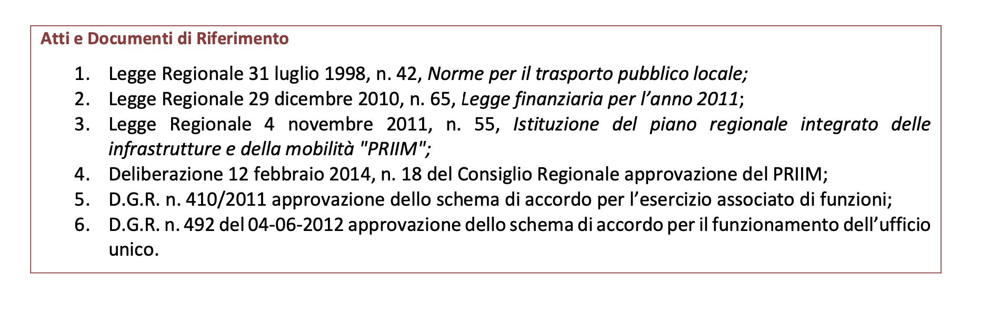 Atti e Documenti di Riferimento
1. Legge Regionale 31 luglio 1998, n. 42, Norme per il trasporto pubblico locale;
2. Legge Regionale 29 dicembre 2010, n. 65, Legge finanziaria per l’anno 2011;
3. Legge Regionale 4 novembre 2011, n. 55, Istituzione del piano regionale integrato delle
infrastrutture e della mobilità "PRIIM";
4. Deliberazione 12 febbraio 2014, n. 18 del Consiglio Regionale approvazione del PRIIM;
5. D.G.R. n. 410/2011 approvazione dello schema di accordo per l’esercizio associato di funzioni;
6. D.G.R. n. 492 del 04-06-2012 approvazione dello schema di accordo per il funzionamento dell’ufficio
unico.